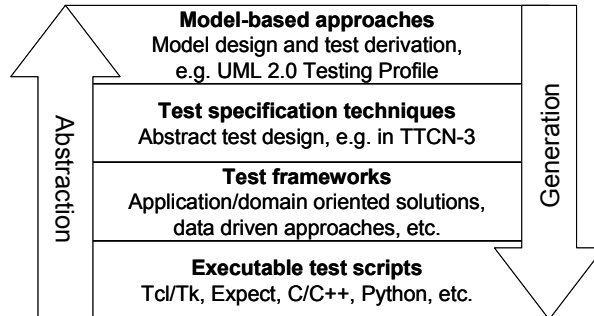 Model-based approaches
Model design and test derivation,
e.g. UML 2.0 Testing Profile
Test specification techniques
Abstract test design, e.g. in TTCN-3
Test frameworks
Application/domain oriented solutions,
data driven approaches, etc.
Executable test scripts
Tcl/Tk, Expect, C/C++, Python, etc.
Abstraction
Generation